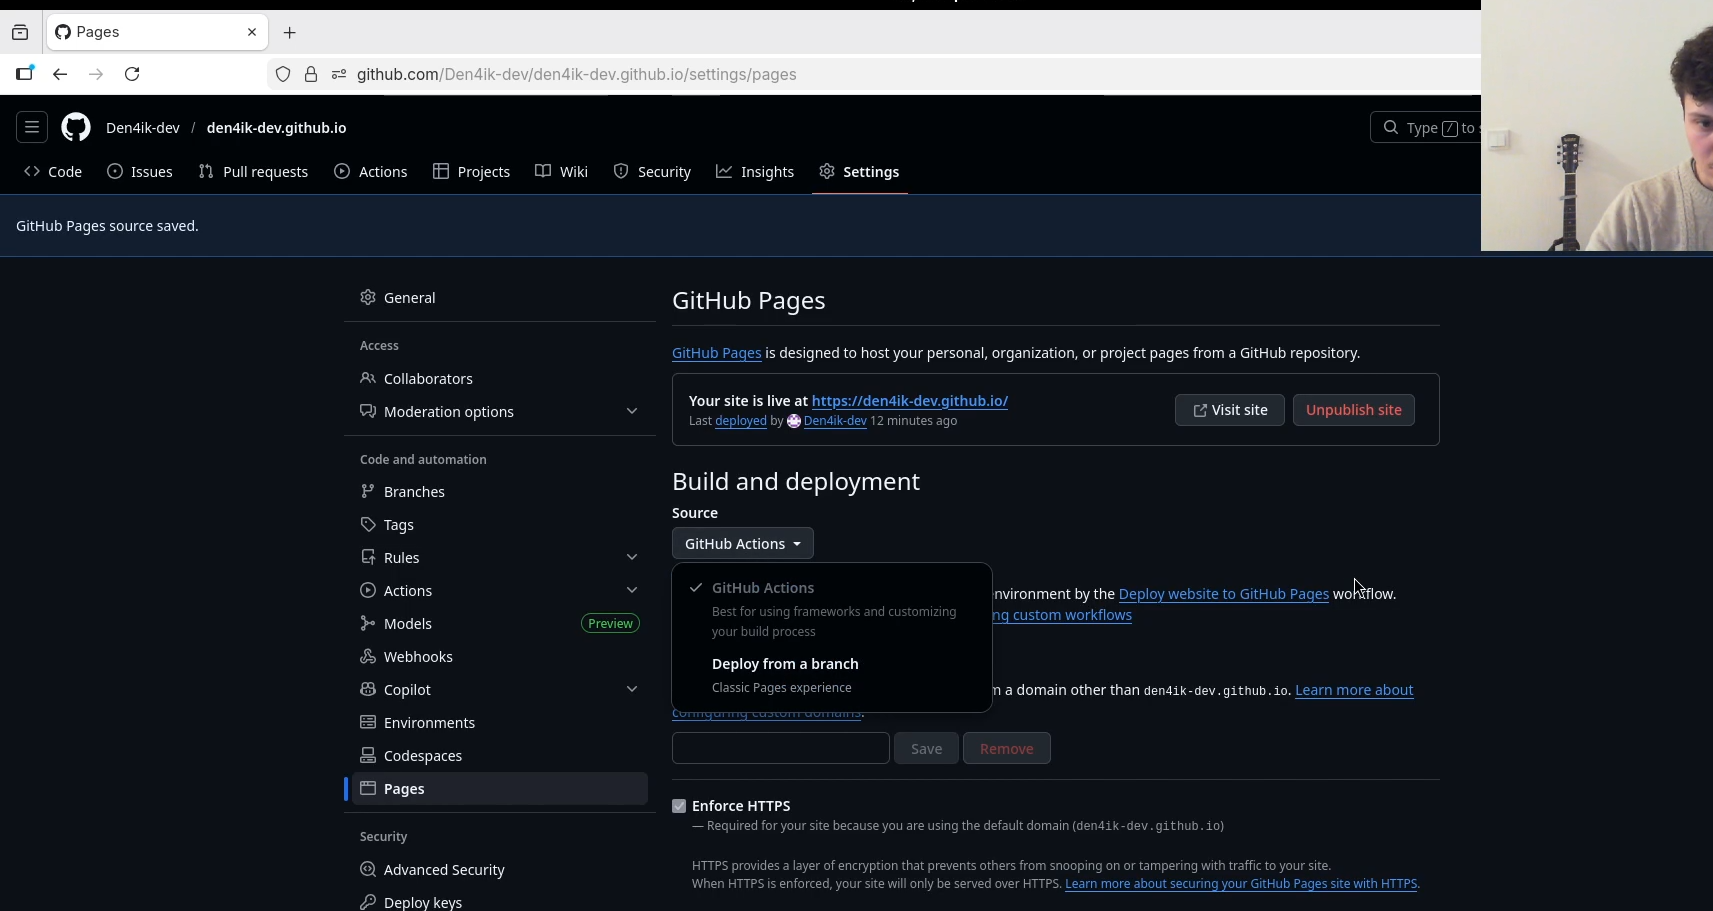 Pages
github.com/Den4ik-dev/den4ik-dev.github.io/settings/pages
Den4ik-dev / den4ik-dev.github.io
Type / to
Code Issues Pull requests Actions Projects Wiki Security Insights Settings
GitHub Pages source saved.
General
Access
Collaborators
Moderation options
Code and automation
Branches
Tags
Rules
Actions
Models Preview
Webhooks
Copilot
Environments
Codespaces
Pages
Security
Advanced Security
Deploy keys
GitHub Pages
GitHub Pages is designed to host your personal, organization, or project pages from a GitHub repository.
Your site is live at https://den4ik-dev.github.io/
Last deployed by Den4ik-dev 12 minutes ago
Visit site Unpublish site
Build and deployment
Source
GitHub Actions
GitHub Actions
Best for using frameworks and customizing
your build process
Deploy from a branch
Classic Pages experience
environment by the Deploy website to GitHub Pages workflow.
ng custom workflows
m a domain other than den4ik-dev.github.io. Learn more about
configuring custom domains.
Save Remove
Enforce HTTPS
— Required for your site because you are using the default domain (den4ik-dev.github.io)
HTTPS provides a layer of encryption that prevents others from snooping on or tampering with traffic to your site.
When HTTPS is enforced, your site will only be served over HTTPS. Learn more about securing your GitHub Pages site with HTTPS.